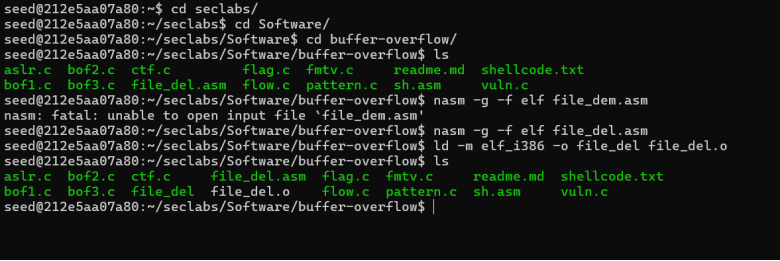 seed@212e5aa07a80:~$ cd seclabs/
seed@212e5aa07a80:~/seclabs$ cd Software/
seed@212e5aa07a80:~/seclabs/Software$ cd buffer-overflow/
seed@212e5aa07a80:~/seclabs/Software/buffer-overflow$ ls
aslr.c  bof2.c  ctf.c         flag.c  fmtv.c     readme.md  shellcode.txt
bof1.c  bof3.c  file_del.asm  flow.c  pattern.c  sh.asm     vuln.c
seed@212e5aa07a80:~/seclabs/Software/buffer-overflow$ nasm -g -f elf file_dem.asm
nasm: fatal: unable to open input file `file_dem.asm'
seed@212e5aa07a80:~/seclabs/Software/buffer-overflow$ nasm -g -f elf file_del.asm
seed@212e5aa07a80:~/seclabs/Software/buffer-overflow$ ld -m elf_i386 -o file_del file_del.o
seed@212e5aa07a80:~/seclabs/Software/buffer-overflow$ ls
aslr.c  bof2.c  ctf.c     file_del.asm  flag.c  fmtv.c     readme.md  shellcode.txt
bof1.c  bof3.c  file_del  file_del.o    flow.c  pattern.c  sh.asm     vuln.c
seed@212e5aa07a80:~/seclabs/Software/buffer-overflow$